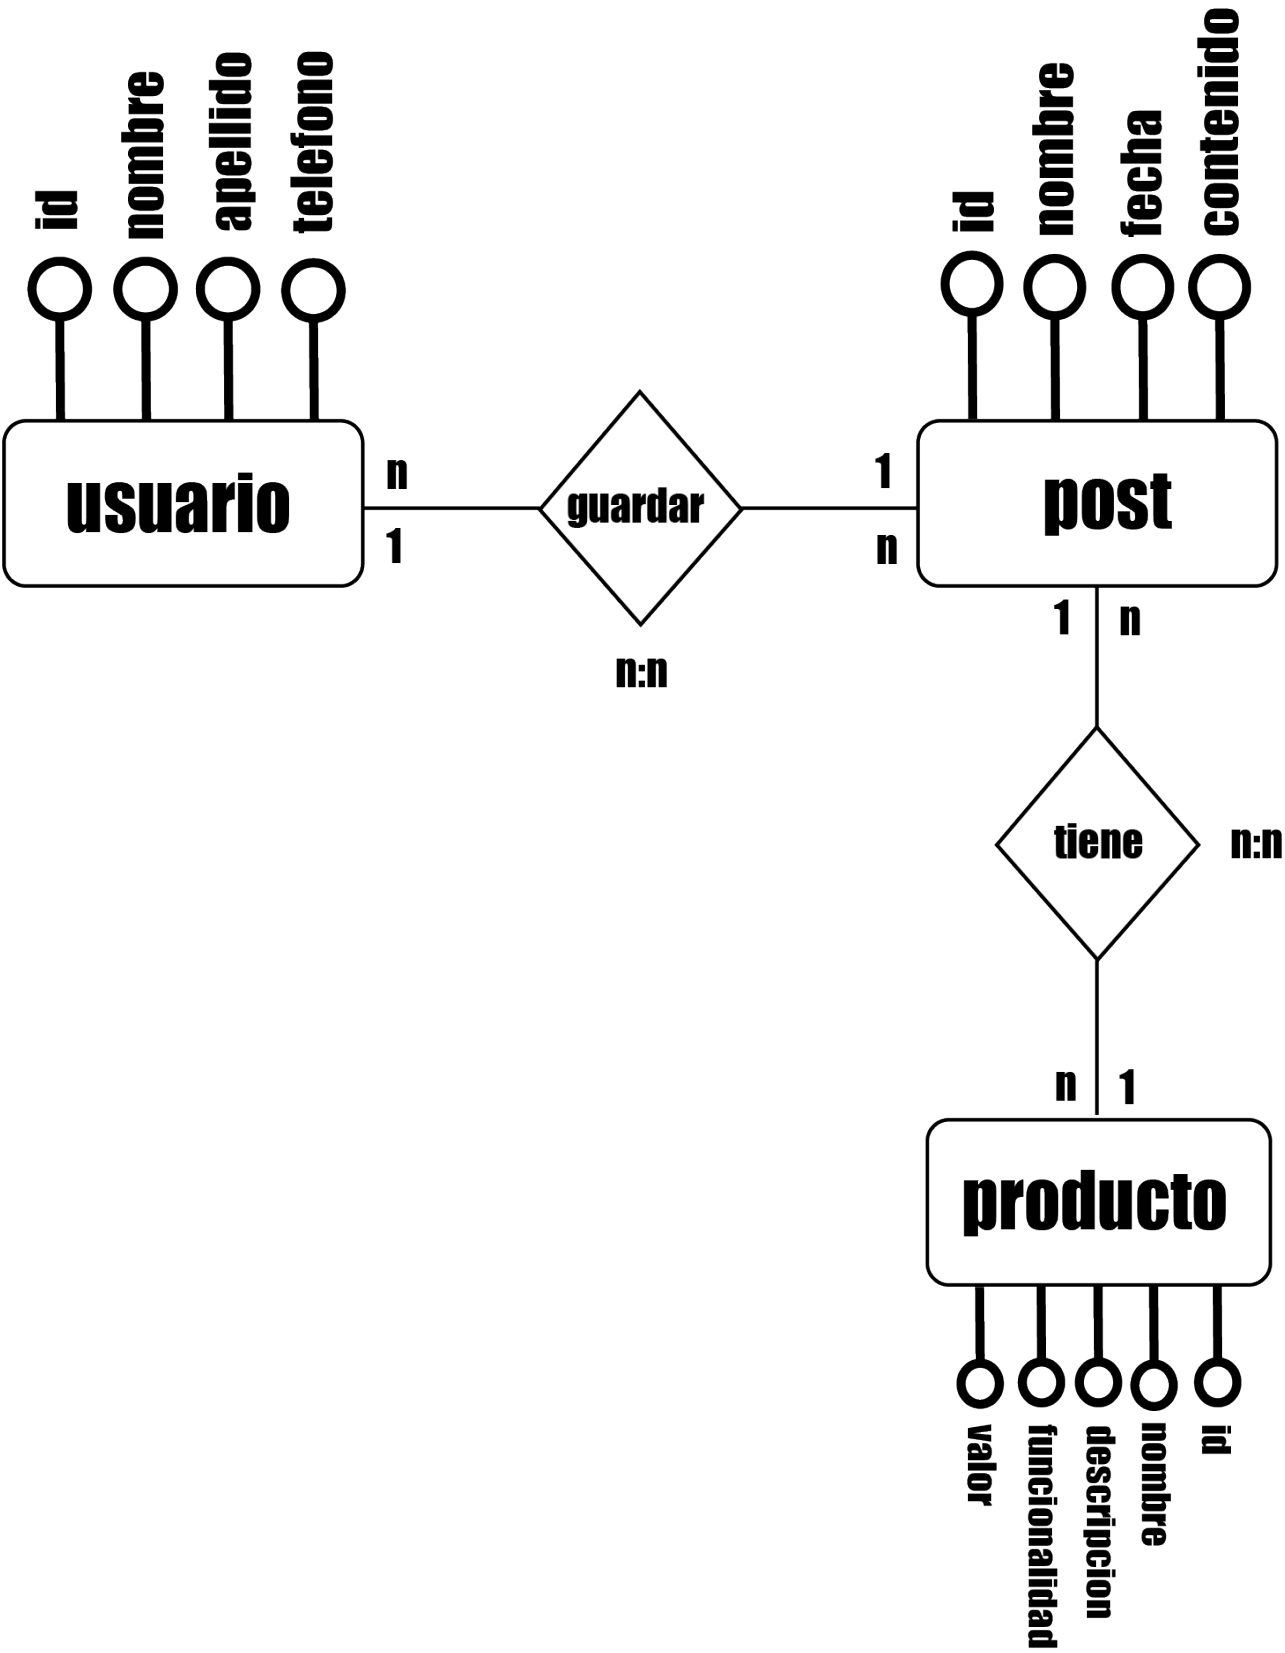 id
nombre
apellido
telefono
id
nombre
fecha
contenido
usuario
n
1
guardar
n:n
1
n
post
1 n
tiene
n:n
n 1
producto
valor
funcionalidad
descripcion
nombre
id